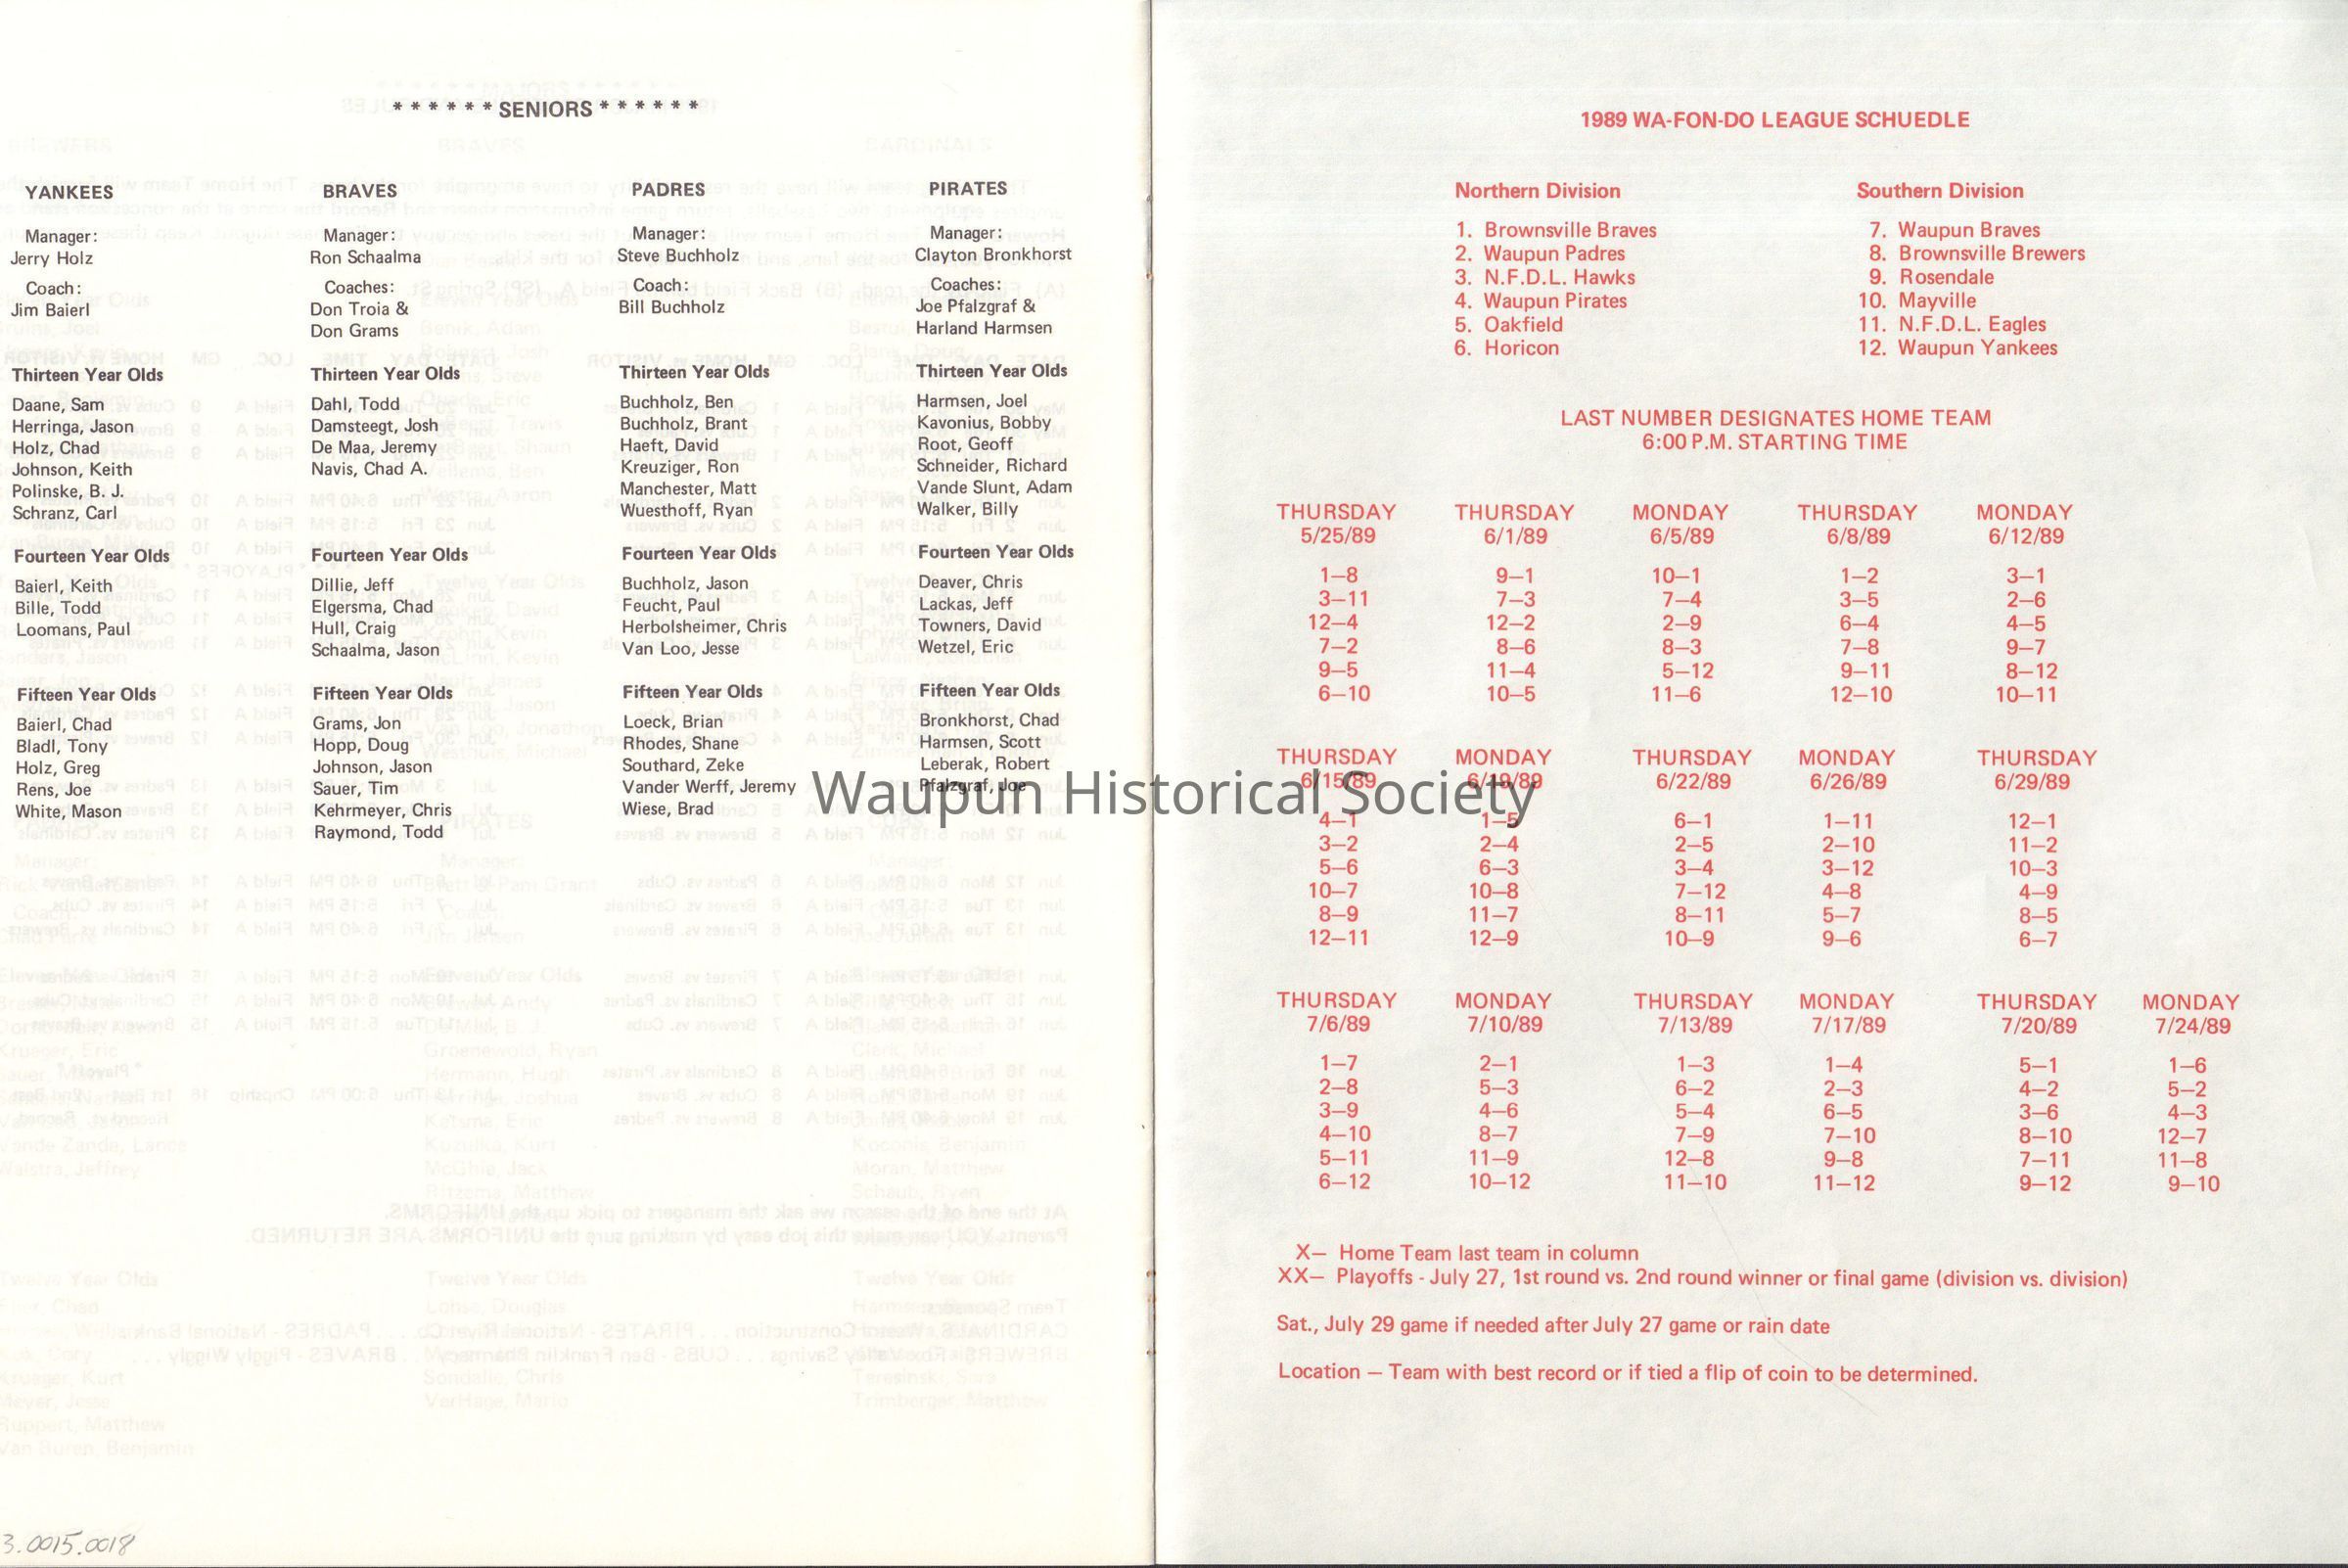 * * * * * * SENIORS * * * * * *
YANKEES
Manager:
Jerry Holz
Coach:
Jim Baierl
Thirteen Year Olds
Daane, Sam
Herringa, Jason
Holz, Chad
Johnson, Keith
Polinske, B. J.
Schranz, Carl
Fourteen Year Olds
Baierl, Keith
Bille, Todd
Loomans, Paul
Fifteen Year Olds
Baierl, Chad
Bladl, Tony
Holz, Greg
Rens, Joe
White, Mason
BRAVES
Manager:
Ron Schaalma
Coaches:
Don Troia &
Don Grams
Thirteen Year Olds
Dahl, Todd
Damsteegt, Josh
De Maa, Jeremy
Navis, Chad A.
Fourteen Year Olds
Dillie, Jeff
Elgersma, Chad
Hull, Craig
Schaalma, Jason
Fifteen Year Olds
Grams, Jon
Hopp, Doug
Johnson, Jason
Sauer, Tim
Kehrmeyer, Chris
Raymond, Todd
PADRES
Manager:
Steve Buchholz
Coach:
Bill Buchholz
Thirteen Year Olds
Buchholz, Ben
Buchholz, Brant
Haeft, David
Kreuziger, Ron
Manchester, Matt
Wuesthoff, Ryan
Fourteen Year Olds
Buchholz, Jason
Feucht, Paul
Herbolsheimer, Chris
Van Loo, Jesse
Fifteen Year Olds
Loeck, Brian
Rhodes, Shane
Southard, Zeke
Vander Werff, Jeremy
Wiese, Brad
PIRATES
Manager:
Clayton Bronkhorst
Coaches:
Joe Pfalzgraf &
Harland Harmsen
Thirteen Year Olds
Harmsen, Joel
Kavonius, Bobby
Root, Geoff
Schneider, Richard
Vande Slunt, Adam
Walker, Billy
Fourteen Year Olds
Deaver, Chris
Lackas, Jeff
Towners, David
Wetzel, Eric
Fifteen Year Olds
Bronkhorst, Chad
Harmsen, Scott
Leberak, Robert
Pfalzgraf, Joe
3.0015.0018
Waupun Historical Society
1989 WA-FON-DO LEAGUE SCHUEDLE
Northern Division
1. Brownsville Braves
2. Waupun Padres
3. N.F.D.L. Hawks
4. Waupun Pirates
5. Oakfield
6. Horicon
Southern Division
7. Waupun Braves
8. Brownsville Brewers
9. Rosendale
10. Mayville
11. N.F.D.L. Eagles
12. Waupun Yankees
LAST NUMBER DESIGNATES HOME TEAM
6:00 P.M. STARTING TIME
THURSDAY THURSDAY MONDAY THURSDAY MONDAY
5/25/89 6/1/89 6/5/89 6/8/89 6/12/89
1–8 9–1 10–1 1–2 3–1
3–11 7–3 7–4 3–5 2–6
12–4 12–2 2–9 6–4 4–5
7–2 8–6 8–3 7–8 9–7
9–5 11–4 5–12 9–11 8–12
6–10 10–5 11–6 12–10 10–11
THURSDAY MONDAY THURSDAY MONDAY THURSDAY
6/15/89 6/19/89 6/22/89 6/26/89 6/29/89
4–1 1–5 6–1 1–11 12–1
3–2 2–4 2–5 2–10 11–2
5–6 6–3 3–4 3–12 10–3
10–7 10–8 7–12 4–8 4–9
8–9 11–7 8–11 5–7 8–5
12–11 12–9 10–9 9–6 6–7
THURSDAY MONDAY THURSDAY MONDAY THURSDAY MONDAY
7/6/89 7/10/89 7/13/89 7/17/89 7/20/89 7/24/89
1–7 2–1 1–3 1–4 5–1 1–6
2–8 5–3 6–2 2–3 4–2 5–2
3–9 4–6 5–4 6–5 3–6 4–3
4–10 8–7 7–9 7–10 8–10 12–7
5–11 11–9 12–8 9–8 7–11 11–8
6–12 10–12 11–10 11–12 9–12 9–10
X— Home Team last team in column
XX— Playoffs - July 27, 1st round vs. 2nd round winner or final game (division vs. division)
Sat., July 29 game if needed after July 27 game or rain date
Location — Team with best record or if tied a flip of coin to be determined.